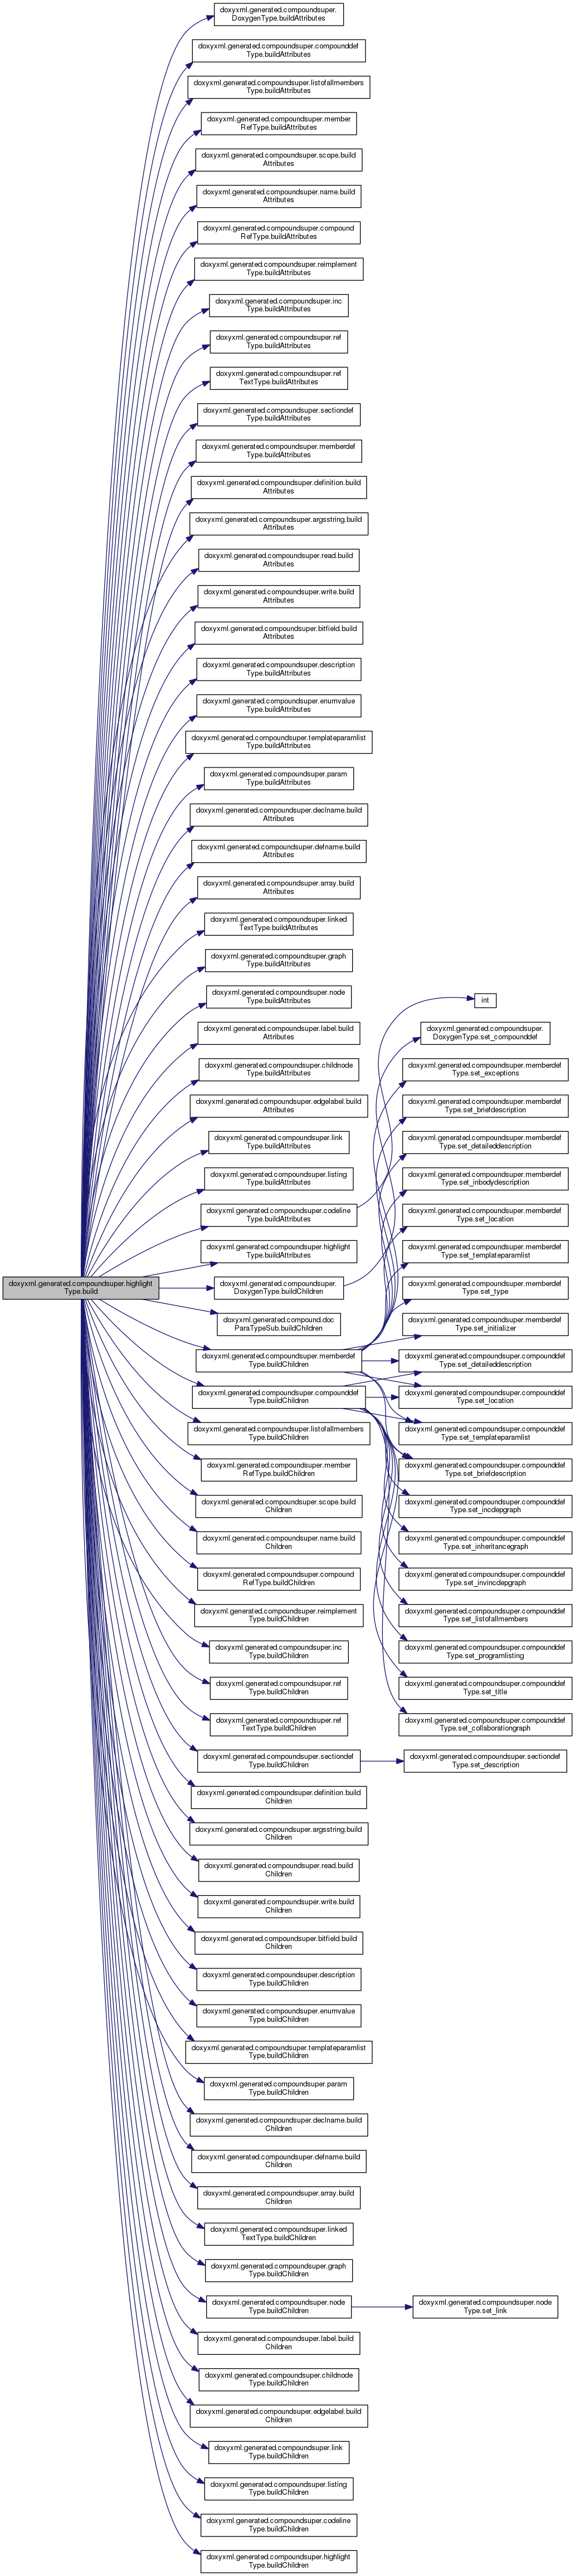 doxyxml.generated.compoundsuper.
DoxygenType.buildAttributes
doxyxml.generated.compoundsuper.compounddef
Type.buildAttributes
doxyxml.generated.compoundsuper.listofallmembers
Type.buildAttributes
doxyxml.generated.compoundsuper.member
RefType.buildAttributes
doxyxml.generated.compoundsuper.scope.build
Attributes
doxyxml.generated.compoundsuper.name.build
Attributes
doxyxml.generated.compoundsuper.compound
RefType.buildAttributes
doxyxml.generated.compoundsuper.reimplement
Type.buildAttributes
doxyxml.generated.compoundsuper.inc
Type.buildAttributes
doxyxml.generated.compoundsuper.ref
Type.buildAttributes
doxyxml.generated.compoundsuper.ref
TextType.buildAttributes
doxyxml.generated.compoundsuper.sectiondef
Type.buildAttributes
doxyxml.generated.compoundsuper.memberdef
Type.buildAttributes
doxyxml.generated.compoundsuper.definition.build
Attributes
doxyxml.generated.compoundsuper.argsstring.build
Attributes
doxyxml.generated.compoundsuper.read.build
Attributes
doxyxml.generated.compoundsuper.write.build
Attributes
doxyxml.generated.compoundsuper.bitfield.build
Attributes
doxyxml.generated.compoundsuper.description
Type.buildAttributes
doxyxml.generated.compoundsuper.enumvalue
Type.buildAttributes
doxyxml.generated.compoundsuper.templateparamlist
Type.buildAttributes
doxyxml.generated.compoundsuper.param
Type.buildAttributes
doxyxml.generated.compoundsuper.declname.build
Attributes
doxyxml.generated.compoundsuper.defname.build
Attributes
doxyxml.generated.compoundsuper.array.build
Attributes
doxyxml.generated.compoundsuper.linked
TextType.buildAttributes
doxyxml.generated.compoundsuper.graph
Type.buildAttributes
doxyxml.generated.compoundsuper.node
Type.buildAttributes
doxyxml.generated.compoundsuper.label.build
Attributes
doxyxml.generated.compoundsuper.childnode
Type.buildAttributes
doxyxml.generated.compoundsuper.edgelabel.build
Attributes
doxyxml.generated.compoundsuper.link
Type.buildAttributes
doxyxml.generated.compoundsuper.listing
Type.buildAttributes
doxyxml.generated.compoundsuper.codeline
Type.buildAttributes
doxyxml.generated.compoundsuper.highlight
Type.buildAttributes
doxyxml.generated.compoundsuper.highlight
Type.build
doxyxml.generated.compoundsuper.
DoxygenType.buildChildren
doxyxml.generated.compound.doc
ParaTypeSub.buildChildren
doxyxml.generated.compoundsuper.memberdef
Type.buildChildren
doxyxml.generated.compoundsuper.compounddef
Type.buildChildren
doxyxml.generated.compoundsuper.listofallmembers
Type.buildChildren
doxyxml.generated.compoundsuper.member
RefType.buildChildren
doxyxml.generated.compoundsuper.scope.build
Children
doxyxml.generated.compoundsuper.name.build
Children
doxyxml.generated.compoundsuper.compound
RefType.buildChildren
doxyxml.generated.compoundsuper.reimplement
Type.buildChildren
doxyxml.generated.compoundsuper.inc
Type.buildChildren
doxyxml.generated.compoundsuper.ref
Type.buildChildren
doxyxml.generated.compoundsuper.ref
TextType.buildChildren
doxyxml.generated.compoundsuper.sectiondef
Type.buildChildren
doxyxml.generated.compoundsuper.definition.build
Children
doxyxml.generated.compoundsuper.argsstring.build
Children
doxyxml.generated.compoundsuper.read.build
Children
doxyxml.generated.compoundsuper.write.build
Children
doxyxml.generated.compoundsuper.bitfield.build
Children
doxyxml.generated.compoundsuper.description
Type.buildChildren
doxyxml.generated.compoundsuper.enumvalue
Type.buildChildren
doxyxml.generated.compoundsuper.templateparamlist
Type.buildChildren
doxyxml.generated.compoundsuper.param
Type.buildChildren
doxyxml.generated.compoundsuper.declname.build
Children
doxyxml.generated.compoundsuper.defname.build
Children
doxyxml.generated.compoundsuper.array.build
Children
doxyxml.generated.compoundsuper.linked
TextType.buildChildren
doxyxml.generated.compoundsuper.graph
Type.buildChildren
doxyxml.generated.compoundsuper.node
Type.buildChildren
doxyxml.generated.compoundsuper.label.build
Children
doxyxml.generated.compoundsuper.childnode
Type.buildChildren
doxyxml.generated.compoundsuper.edgelabel.build
Children
doxyxml.generated.compoundsuper.link
Type.buildChildren
doxyxml.generated.compoundsuper.listing
Type.buildChildren
doxyxml.generated.compoundsuper.codeline
Type.buildChildren
doxyxml.generated.compoundsuper.highlight
Type.buildChildren
int
doxyxml.generated.compoundsuper.
DoxygenType.set_compounddef
doxyxml.generated.compoundsuper.memberdef
Type.set_exceptions
doxyxml.generated.compoundsuper.memberdef
Type.set_briefdescription
doxyxml.generated.compoundsuper.memberdef
Type.set_detaileddescription
doxyxml.generated.compoundsuper.memberdef
Type.set_inbodydescription
doxyxml.generated.compoundsuper.memberdef
Type.set_location
doxyxml.generated.compoundsuper.memberdef
Type.set_templateparamlist
doxyxml.generated.compoundsuper.memberdef
Type.set_type
doxyxml.generated.compoundsuper.memberdef
Type.set_initializer
doxyxml.generated.compoundsuper.compounddef
Type.set_detaileddescription
doxyxml.generated.compoundsuper.compounddef
Type.set_location
doxyxml.generated.compoundsuper.compounddef
Type.set_templateparamlist
doxyxml.generated.compoundsuper.compounddef
Type.set_briefdescription
doxyxml.generated.compoundsuper.compounddef
Type.set_incdepgraph
doxyxml.generated.compoundsuper.compounddef
Type.set_inheritancegraph
doxyxml.generated.compoundsuper.compounddef
Type.set_invincdepgraph
doxyxml.generated.compoundsuper.compounddef
Type.set_listofallmembers
doxyxml.generated.compoundsuper.compounddef
Type.set_programlisting
doxyxml.generated.compoundsuper.compounddef
Type.set_title
doxyxml.generated.compoundsuper.compounddef
Type.set_collaborationgraph
doxyxml.generated.compoundsuper.sectiondef
Type.set_description
doxyxml.generated.compoundsuper.node
Type.set_link